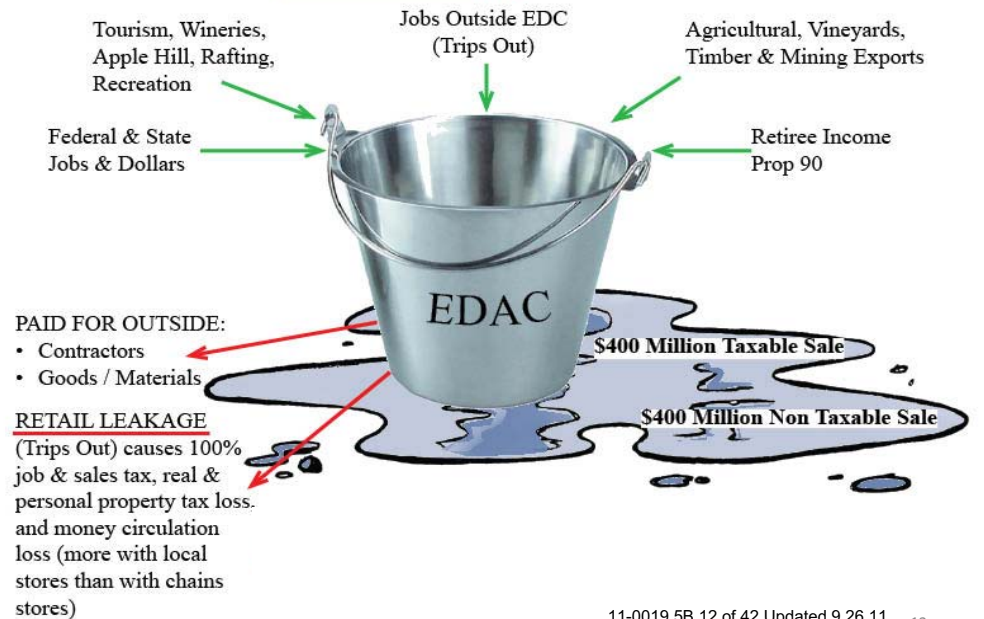 Tourism, Wineries,
Apple Hill, Rafting,
Recreation
Jobs Outside EDC
(Trips Out)
Agricultural, Vineyards,
Timber & Mining Exports
Federal & State
Jobs & Dollars
Retiree Income
Prop 90
EDAC
PAID FOR OUTSIDE:
• Contractors
• Goods / Materials
$400 Million Taxable Sale
$400 Million Non Taxable Sale
RETAIL LEAKAGE
(Trips Out) causes 100%
job & sales tax, real &
personal property tax loss
and money circulation
loss (more with local
stores than with chains
stores)
11-0019 5B 12 of 42 Updated 9.26.11